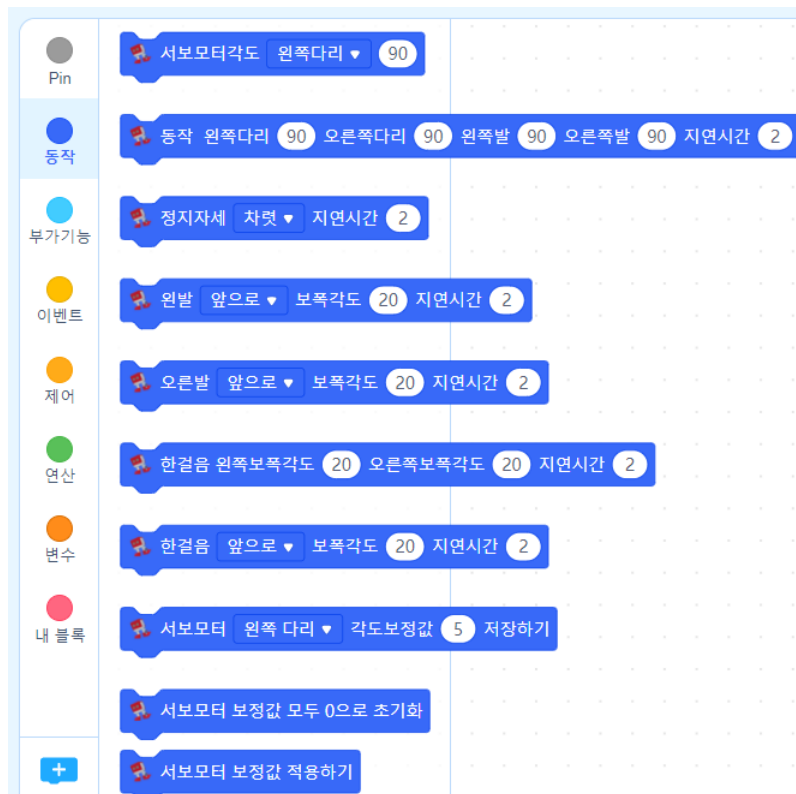 Pin
동작
부가기능
이벤트
제어
연산
변수
내 블록
서보모터각도 왼쪽다리 90
동작 왼쪽다리 90 오른쪽다리 90 왼쪽발 90 오른쪽발 90 지연시간 2
정지자세 차렷 지연시간 2
왼발 앞으로 보폭각도 20 지연시간 2
오른발 앞으로 보폭각도 20 지연시간 2
한걸음 왼쪽보폭각도 20 오른쪽보폭각도 20 지연시간 2
한걸음 앞으로 보폭각도 20 지연시간 2
서보모터 왼쪽 다리 각도보정값 5 저장하기
서보모터 보정값 모두 0으로 초기화
서보모터 보정값 적용하기